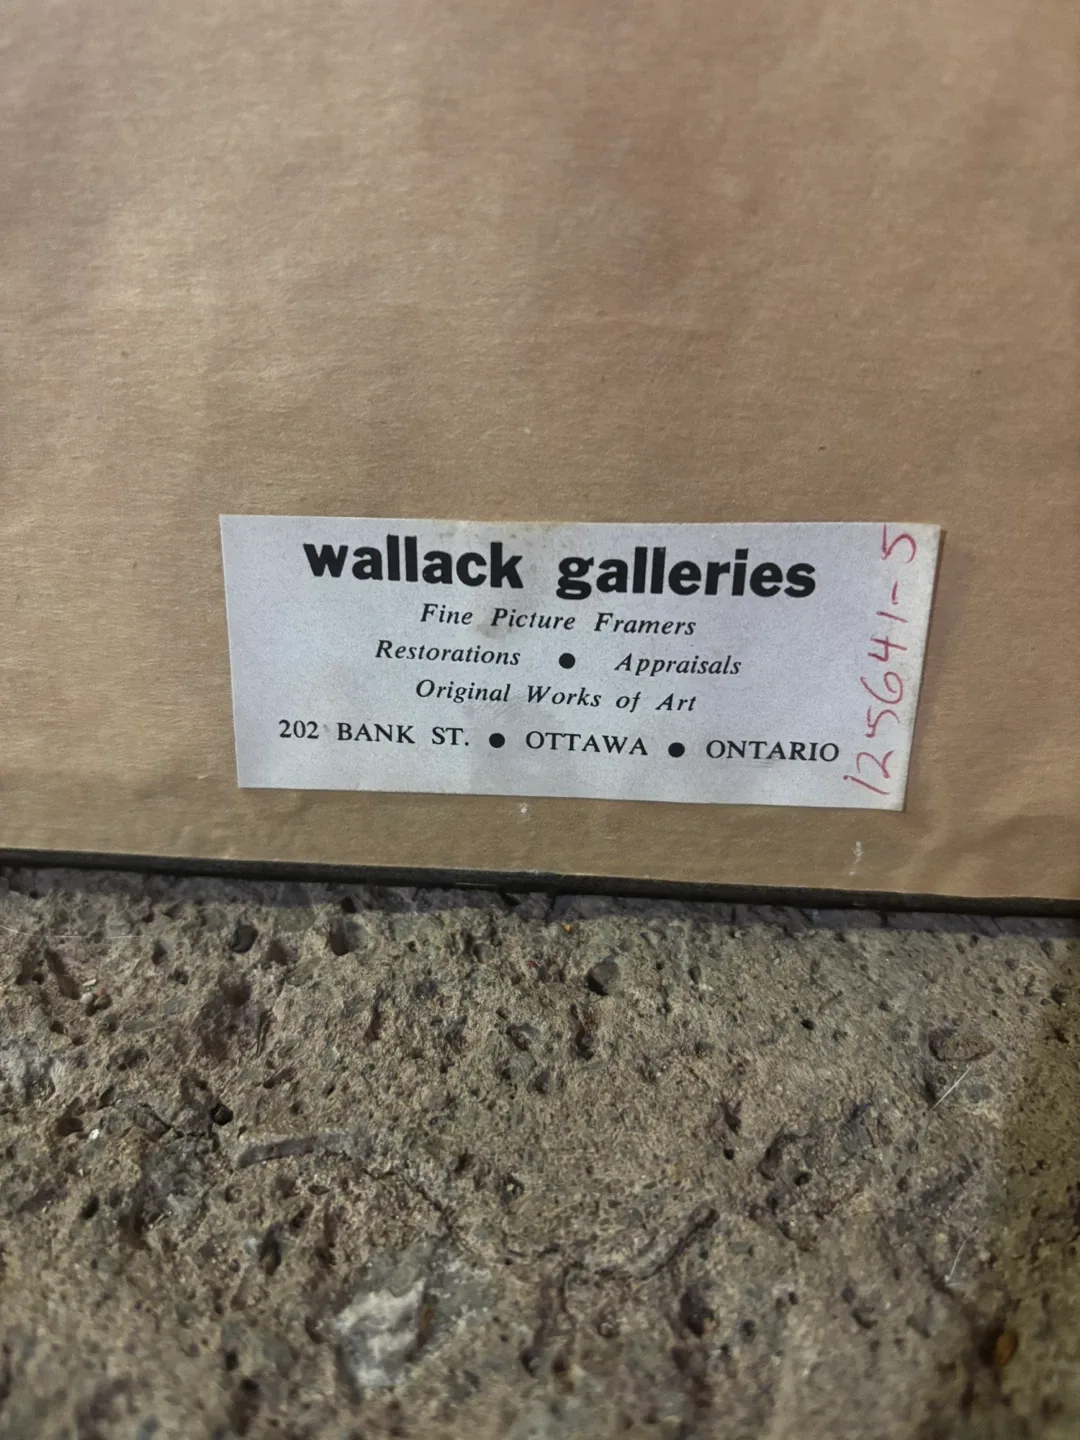 wallack galleries
Fine Picture Framers
Restorations ● Appraisals
Original Works of Art
202 BANK ST. ● OTTAWA ● ONTARIO
125641-5